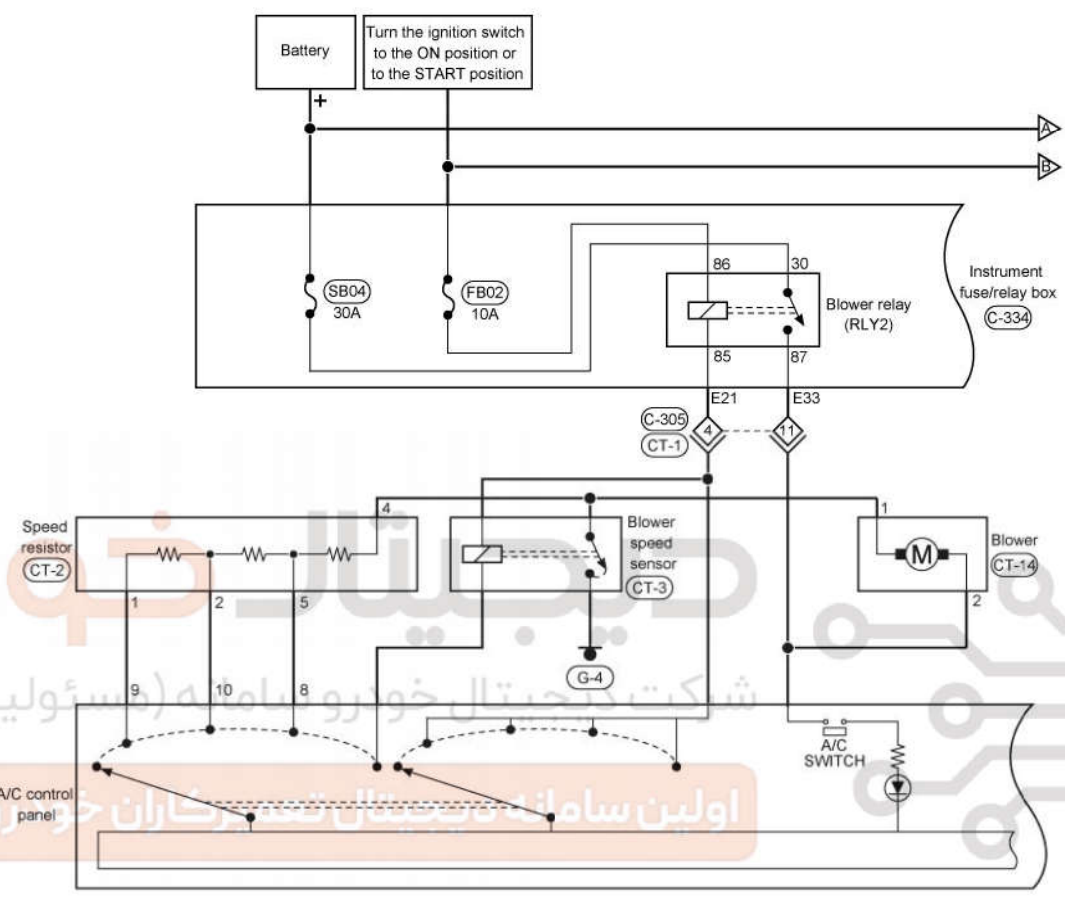 Battery
Turn the ignition switch
to the ON position or
to the START position
+
A
B
SB04
30A
FB02
10A
86
30
Blower relay
(RLY2)
85
87
Instrument
fuse/relay box
C-334
E21
E33
C-305
CT-1
4
11
Speed
resistor
CT-2
4
1
2
5
Blower
speed
sensor
CT-3
G-4
1
M
Blower
CT-14
2
دیجیتال خودرو
9
10
8
شرکت دیجیتال خودرو سامانه (مسئولی
A/C
SWITCH
A/C control
panel
اولین سامانه دیجیتال تعمیرکاران خودرو